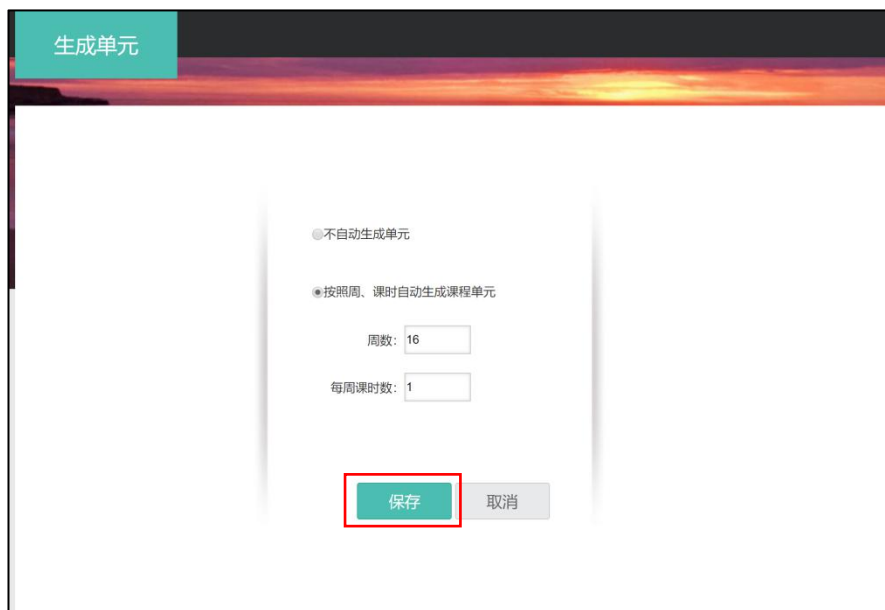 生成单元
不自动生成单元
按照周、课时自动生成课程单元
周数: 16
每周课时数: 1
保存 取消